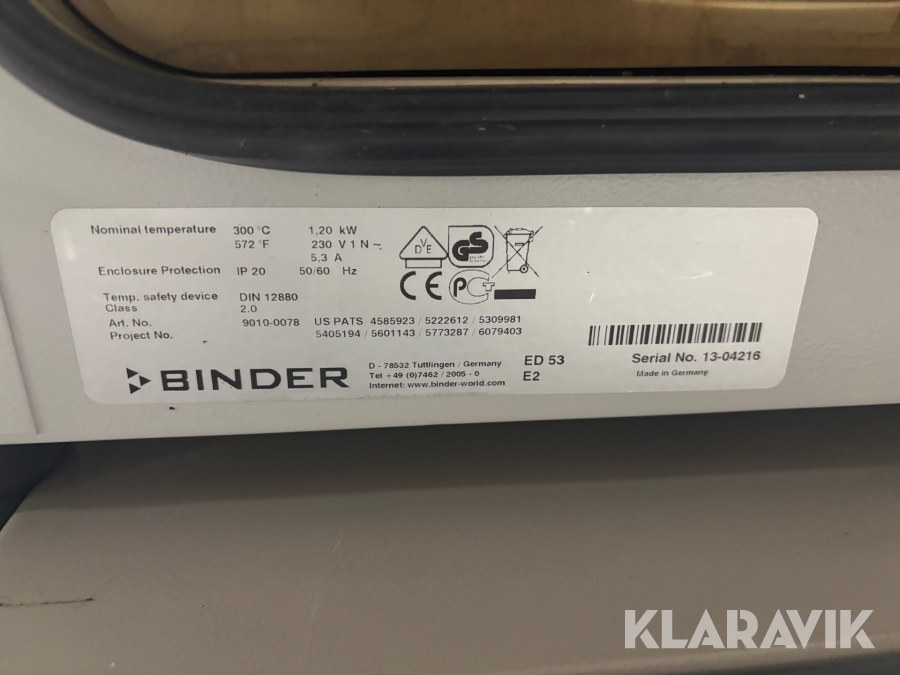 Nominal temperature 300 °C 1,20 kW
572 °F 230 V 1 N ~
5,3 A
Enclosure Protection IP 20 50/60 Hz
Temp. safety device DIN 12880
Class 2.0
Art. No. 9010-0078 US PATS 4585923 / 5222612 / 5309981
Project No. 5405194 / 5601143 / 5773287 / 6079403
DVE
GS
CE PCT
BINDER
D - 78532 Tuttlingen / Germany
Tel +49 (0)7462 / 2005 - 0
Internet: www.binder-world.com
ED 53
E2
Serial No. 13-04216
Made in Germany
KLARAVIK